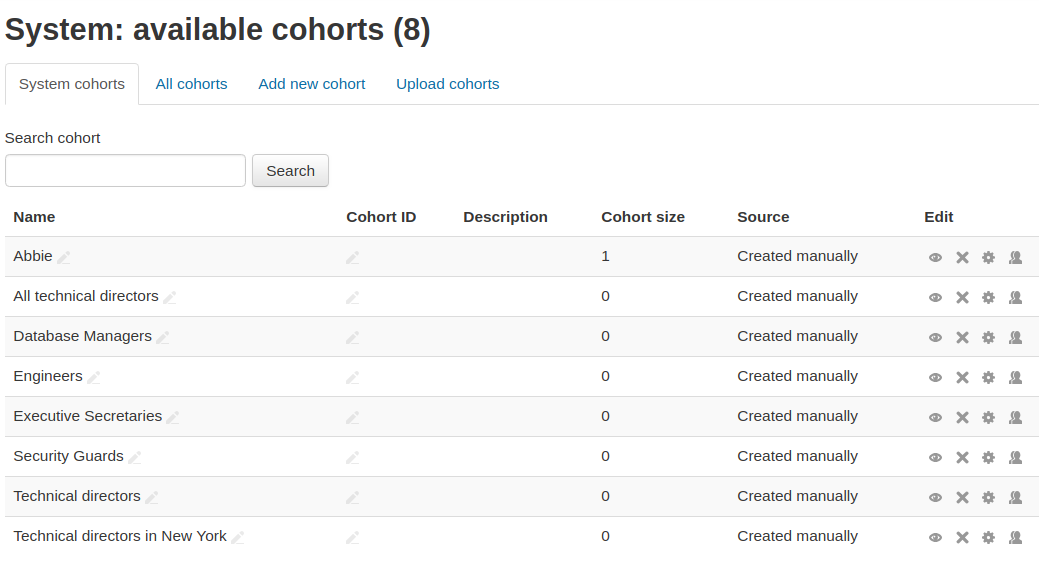 System: available cohorts (8)
System cohorts All cohorts Add new cohort Upload cohorts
Search cohort
Search
Name Cohort ID Description Cohort size Source Edit
Abbie 1 Created manually
All technical directors 0 Created manually
Database Managers 0 Created manually
Engineers 0 Created manually
Executive Secretaries 0 Created manually
Security Guards 0 Created manually
Technical directors 0 Created manually
Technical directors in New York 0 Created manually